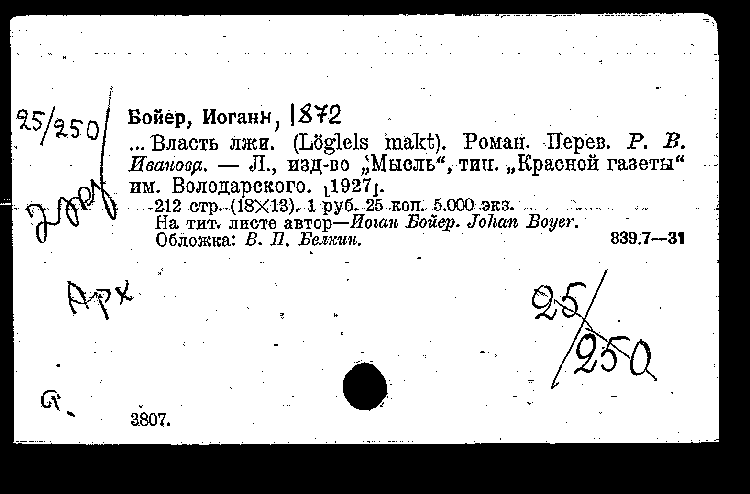 25/250
Бойер, Иоганн, 1872
... Власть лжи. (Löglels makt). Роман. Перев. Р. В.
Иванова. — Л., изд-во „Мысль“, тип. „Красной газеты“
им. Володарского. [1927].
212 стр. (18×13). 1 руб. 25 коп. 5.000 экз.
На тит. листе автор—Иоган Бойер. Johan Boyer.
Обложка: В. П. Белкин. 839.7—31
Арх
25/250
3807.